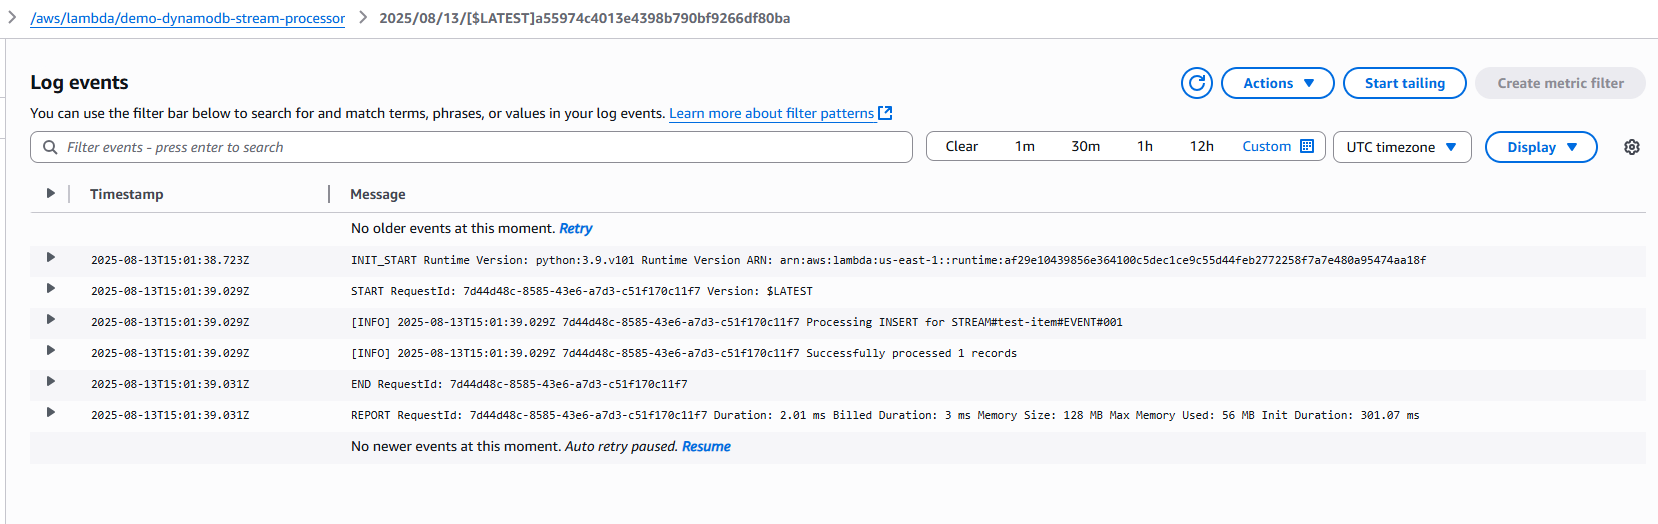 /aws/lambda/demo-dynamodb-stream-processor 2025/08/13/[$LATEST]a55974c4013e4398b790bf9266df80ba
Log events
Actions Start tailing Create metric filter
You can use the filter bar below to search for and match terms, phrases, or values in your log events. Learn more about filter patterns
Filter events - press enter to search Clear 1m 30m 1h 12h Custom UTC timezone Display
Timestamp Message
No older events at this moment. Retry
2025-08-13T15:01:38.723Z INIT_START Runtime Version: python:3.9.v101 Runtime Version ARN: arn:aws:lambda:us-east-1::runtime:af29e10439856e364100c5dec1ce9c55d44feb2772258f7a7e480a95474aa18f
2025-08-13T15:01:39.029Z START RequestId: 7d44d48c-8585-43e6-a7d3-c51f170c11f7 Version: $LATEST
2025-08-13T15:01:39.029Z [INFO] 2025-08-13T15:01:39.029Z 7d44d48c-8585-43e6-a7d3-c51f170c11f7 Processing INSERT for STREAM#test-item#EVENT#001
2025-08-13T15:01:39.029Z [INFO] 2025-08-13T15:01:39.029Z 7d44d48c-8585-43e6-a7d3-c51f170c11f7 Successfully processed 1 records
2025-08-13T15:01:39.031Z END RequestId: 7d44d48c-8585-43e6-a7d3-c51f170c11f7
2025-08-13T15:01:39.031Z REPORT RequestId: 7d44d48c-8585-43e6-a7d3-c51f170c11f7 Duration: 2.01 ms Billed Duration: 3 ms Memory Size: 128 MB Max Memory Used: 56 MB Init Duration: 301.07 ms
No newer events at this moment. Auto retry paused. Resume